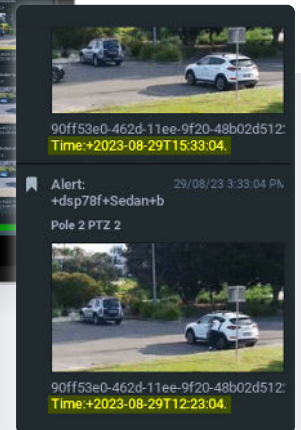 90ff53e0-462d-11ee-9f20-48b02d512:
Time:+2023-08-29T15:33:04.
Alert:
29/08/23 3:33:04 PM
+dsp78f+Sedan+b
Pole 2 PTZ 2
90ff53e0-462d-11ee-9f20-48b02d512:
Time:+2023-08-29T12:23:04.